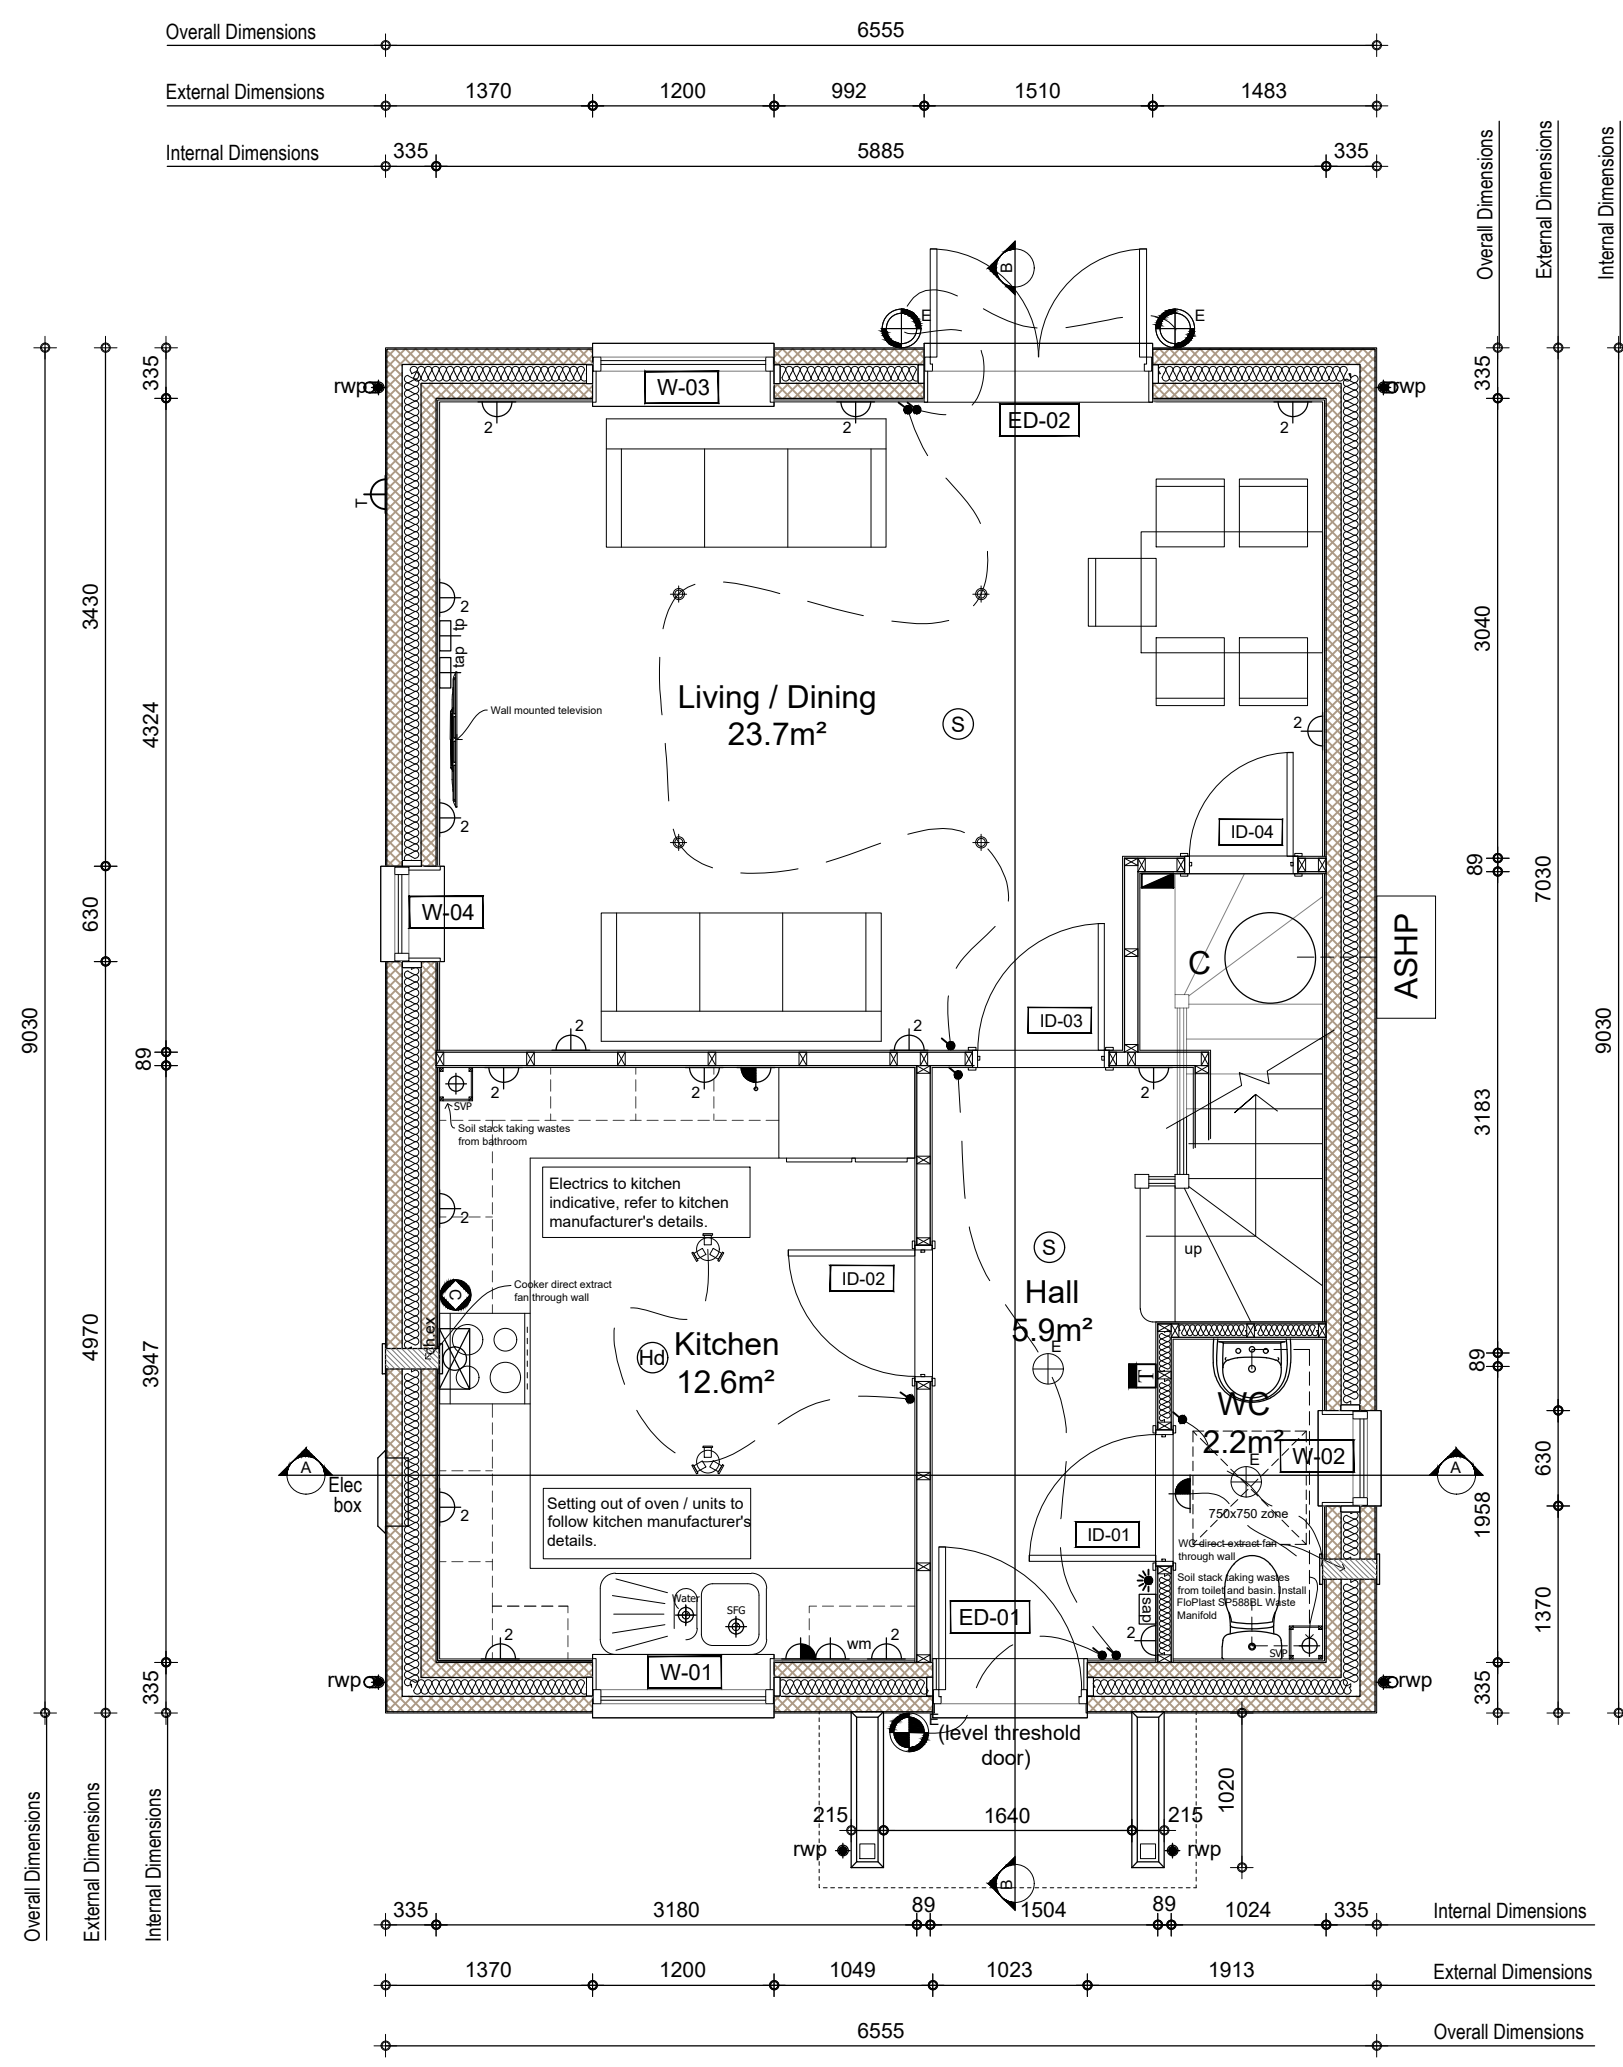 Overall Dimensions
6555
External Dimensions
1370 1200 992 1510 1483
Internal Dimensions
335 5885 335
Overall Dimensions
External Dimensions
Internal Dimensions
B
E E
335
335
rwp
W-03
rwp
ED-02
2 2 2
T
3430
4324
3040
2
tp
tap
Wall mounted television
Living / Dining
23.7m²
S
2
2
ID-04
89
7030
630
W-04
C
ASHP
9030
9030
ID-03
89
2 2
2 2 2
SVP
Soil stack taking wastes
from bathroom
3183
Electrics to kitchen
indicative, refer to kitchen
manufacturer's details.
2
S
up
ID-02
C
Cooker direct extract
fan through wall
Hall
5.9m²
E
4970
3947
ch ex
Hd
Kitchen
12.6m²
89
T
WC
2.2m²
W-02
E
630
A
A
Elec
box
1958
2
Setting out of oven / units to
follow kitchen manufacturer's
details.
750x750 zone
ID-01
WC direct extract fan
through wall
Soil stack taking wastes
from toilet and basin. Install
FloPlast SP588BL Waste
Manifold
1370
Water
SFG
ED-01
sap
2
wm
2
2
SVP
335
335
rwp
W-01
rwp
E
(level threshold
door)
1020
215 1640 215
rwp rwp
B
Overall Dimensions
External Dimensions
Internal Dimensions
335 3180 89 1504 89 1024 335
Internal Dimensions
1370 1200 1049 1023 1913
External Dimensions
6555
Overall Dimensions